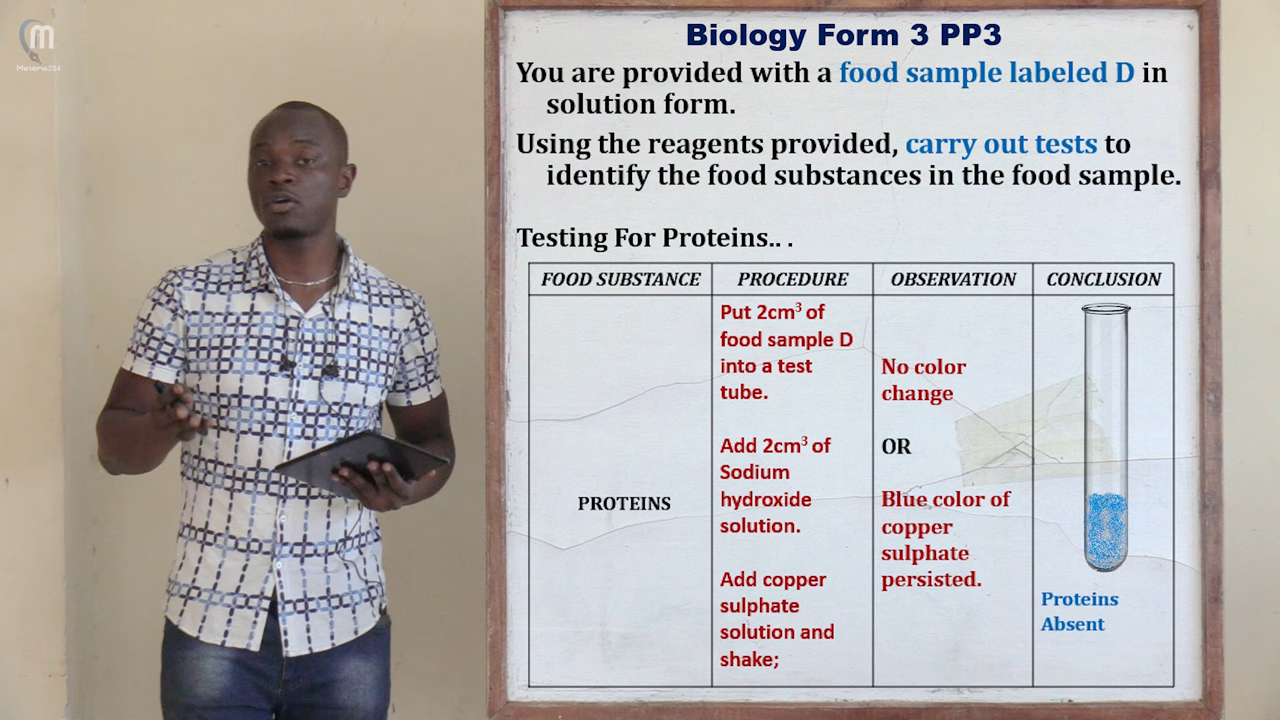 Biology Form 3 PP3
You are provided with a food sample labeled D in
solution form.
Using the reagents provided, carry out tests to
identify the food substances in the food sample.
Testing For Proteins.. .
FOOD SUBSTANCE PROCEDURE OBSERVATION CONCLUSION
PROTEINS
Put 2cm³ of
food sample D
into a test
tube.
Add 2cm³ of
Sodium
hydroxide
solution.
Add copper
sulphate
solution and
shake;
No color
change
OR
Blue color of
copper
sulphate
persisted.
Proteins
Absent
M
Manama254